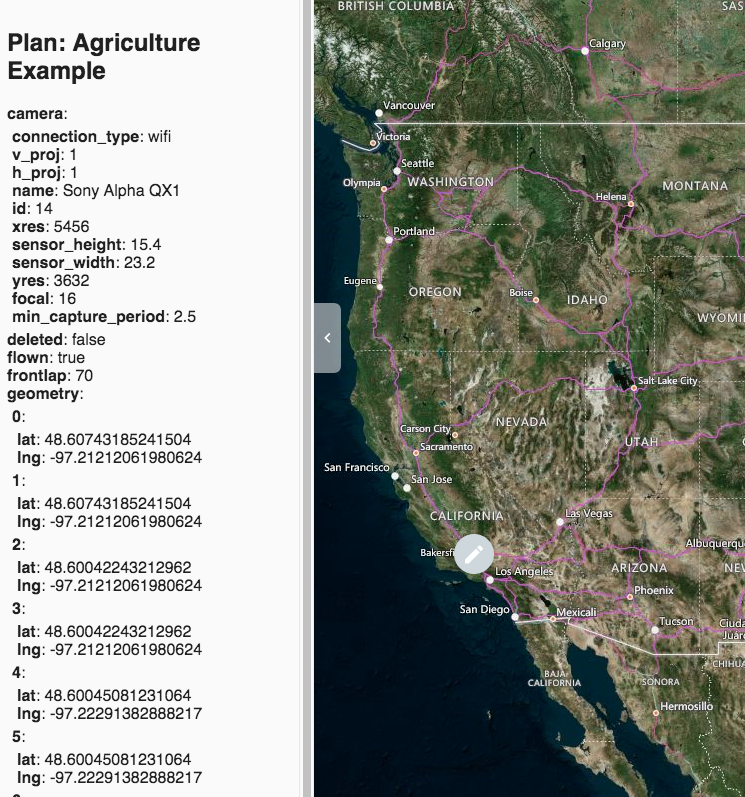 Plan: Agriculture
Example
camera:
connection_type: wifi
v_proj: 1
h_proj: 1
name: Sony Alpha QX1
id: 14
xres: 5456
sensor_height: 15.4
sensor_width: 23.2
yres: 3632
focal: 16
min_capture_period: 2.5
deleted: false
flown: true
frontlap: 70
geometry:
0:
lat: 48.60743185241504
lng: -97.21212061980624
1:
lat: 48.60743185241504
lng: -97.21212061980624
2:
lat: 48.60042243212962
lng: -97.21212061980624
3:
lat: 48.60042243212962
lng: -97.21212061980624
4:
lat: 48.60045081231064
lng: -97.22291382888217
5:
lat: 48.60045081231064
lng: -97.22291382888217
BRITISH COLUMBIA
SAS
Calgary
Vancouver
Victoria
Seattle
Olympia
WASHINGTON
Helena
MONTANA
Portland
Eugene
OREGON
Boise
IDAHO
WYOMI
Salt Lake City
Carson City
NEVADA
Sacramento
UTAH
San Francisco
San Jose
CALIFORNIA
Las Vegas
Bakersfi
Albuquerqu
Los Angeles
ARIZONA
NEV
Phoenix
San Diego
Mexicali
Tucson
Ciuda
Juár
BAJA
CALIFORNIA
SONORA
CHIHUA
Hermosillo